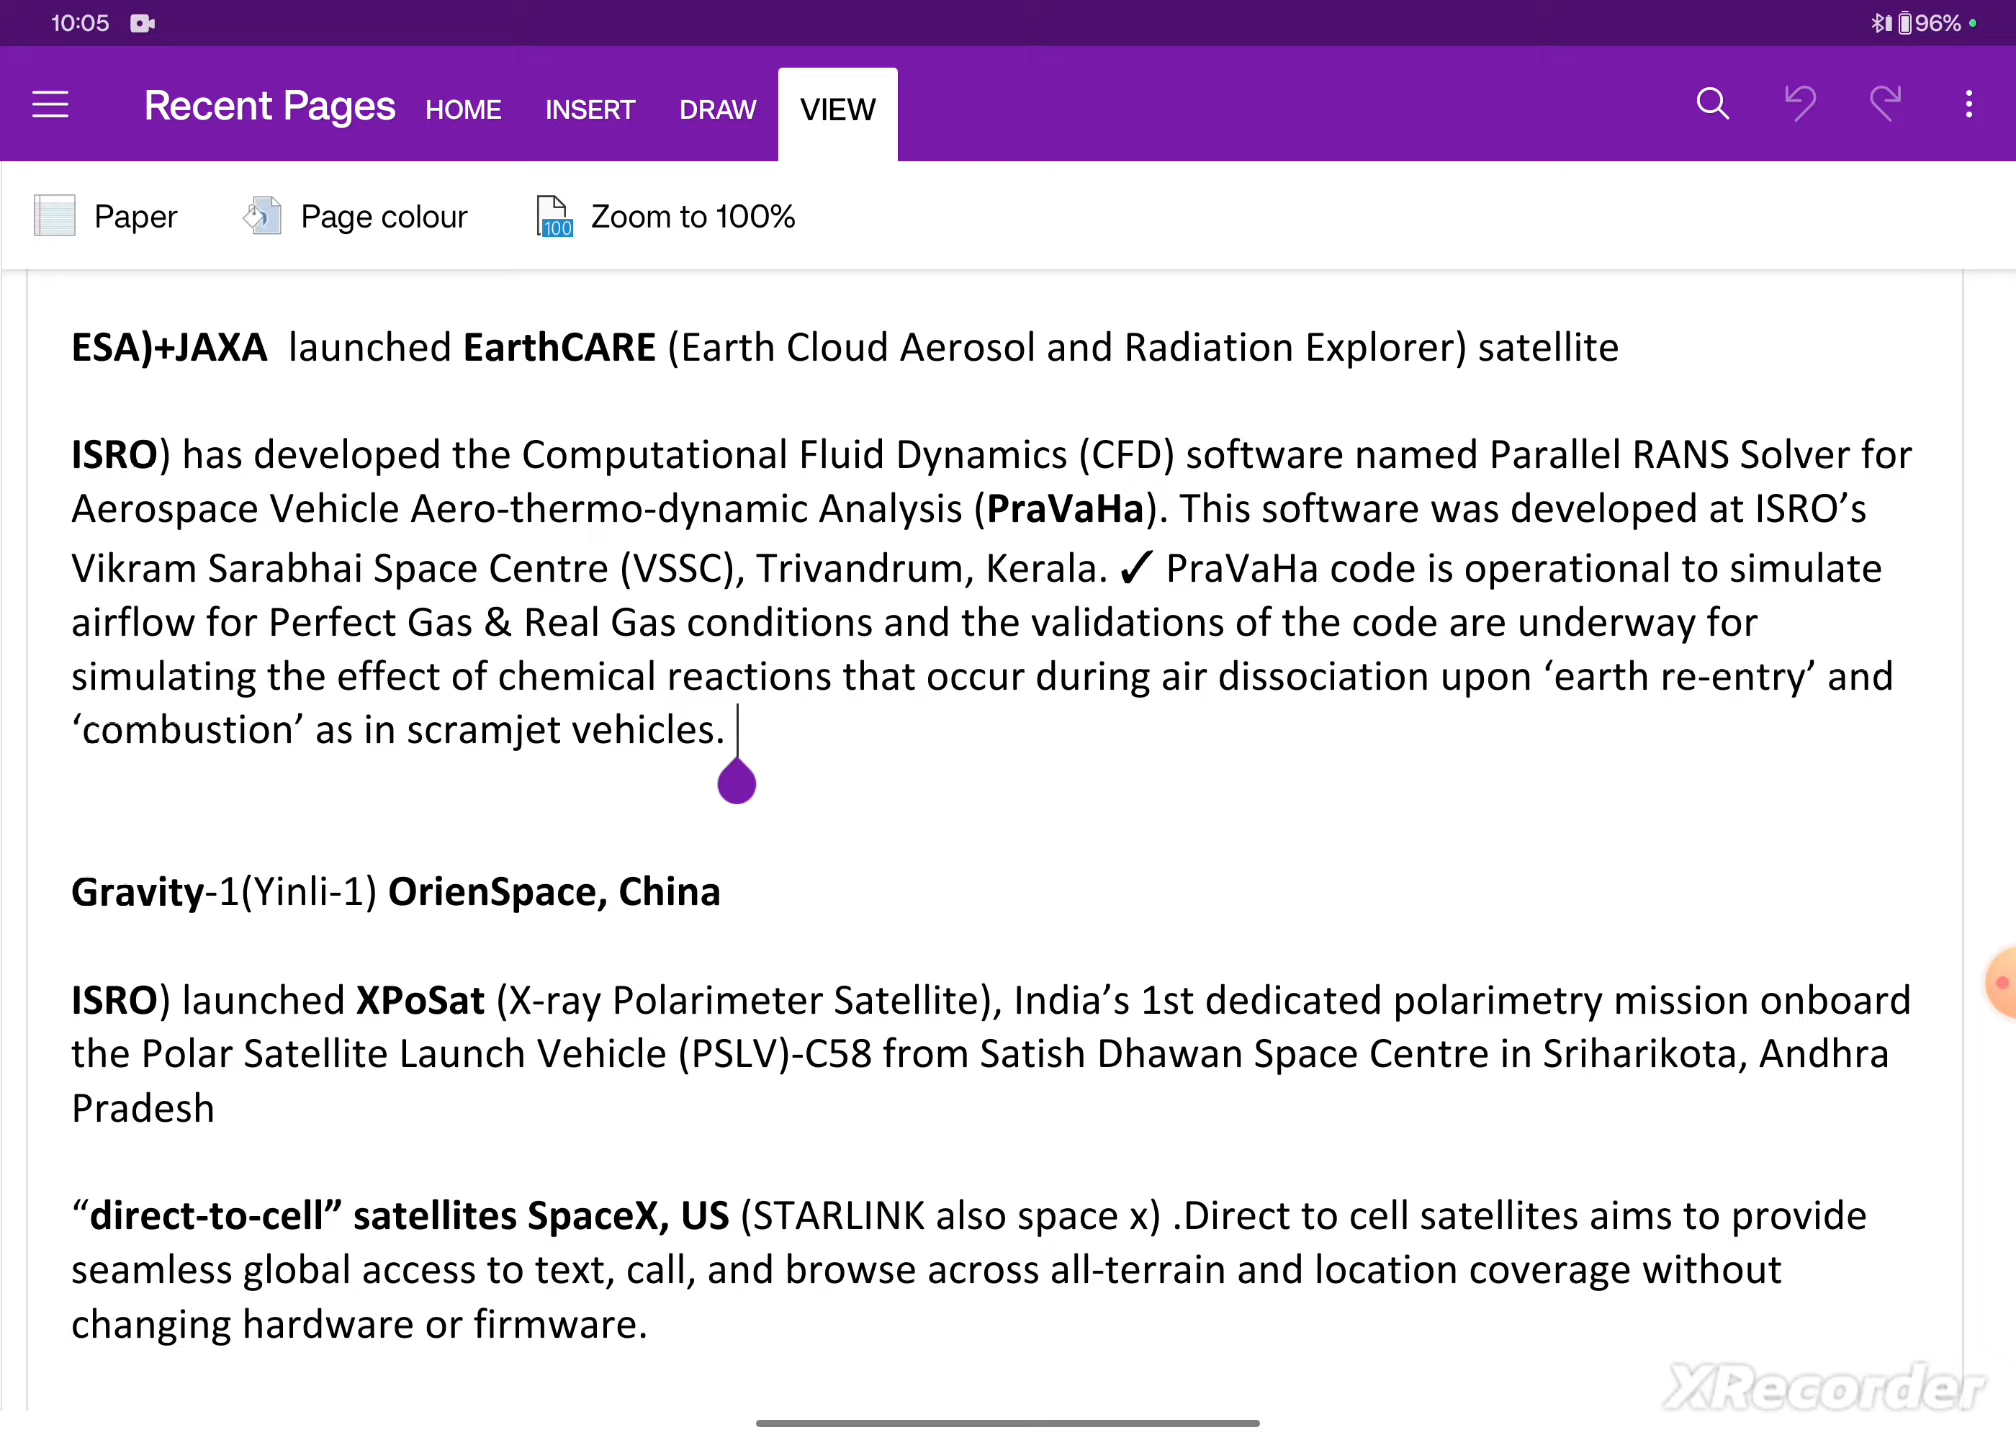 10:05
96%
Recent Pages HOME INSERT DRAW VIEW
Paper Page colour 100 Zoom to 100%
ESA)+JAXA launched EarthCARE (Earth Cloud Aerosol and Radiation Explorer) satellite
ISRO) has developed the Computational Fluid Dynamics (CFD) software named Parallel RANS Solver for
Aerospace Vehicle Aero-thermo-dynamic Analysis (PraVaHa). This software was developed at ISRO’s
Vikram Sarabhai Space Centre (VSSC), Trivandrum, Kerala. ✓ PraVaHa code is operational to simulate
airflow for Perfect Gas & Real Gas conditions and the validations of the code are underway for
simulating the effect of chemical reactions that occur during air dissociation upon ‘earth re-entry’ and
‘combustion’ as in scramjet vehicles.
Gravity-1(Yinli-1) OrienSpace, China
ISRO) launched XPoSat (X-ray Polarimeter Satellite), India’s 1st dedicated polarimetry mission onboard
the Polar Satellite Launch Vehicle (PSLV)-C58 from Satish Dhawan Space Centre in Sriharikota, Andhra
Pradesh
“direct-to-cell” satellites SpaceX, US (STARLINK also space x) .Direct to cell satellites aims to provide
seamless global access to text, call, and browse across all-terrain and location coverage without
changing hardware or firmware.
XRecorder